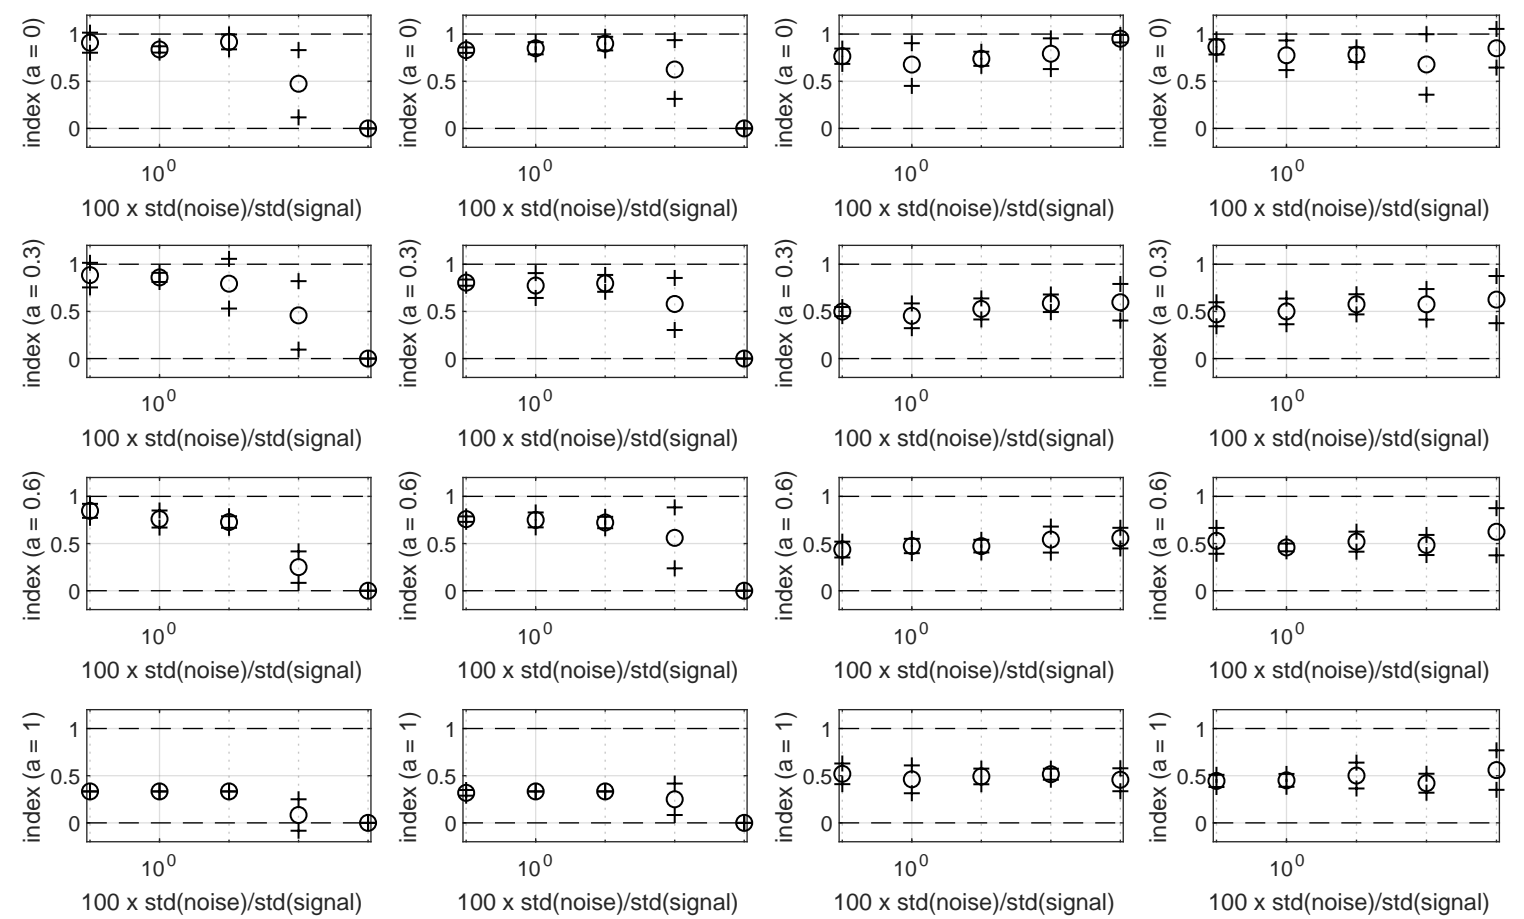 index (a = 0)
1
0.5
0
10^0
100 x std(noise)/std(signal)
index (a = 0)
1
0.5
0
10^0
100 x std(noise)/std(signal)
index (a = 0)
1
0.5
0
10^0
100 x std(noise)/std(signal)
index (a = 0)
1
0.5
0
10^0
100 x std(noise)/std(signal)
index (a = 0.3)
1
0.5
0
10^0
100 x std(noise)/std(signal)
index (a = 0.3)
1
0.5
0
10^0
100 x std(noise)/std(signal)
index (a = 0.3)
1
0.5
0
10^0
100 x std(noise)/std(signal)
index (a = 0.3)
1
0.5
0
10^0
100 x std(noise)/std(signal)
index (a = 0.6)
1
0.5
0
10^0
100 x std(noise)/std(signal)
index (a = 0.6)
1
0.5
0
10^0
100 x std(noise)/std(signal)
index (a = 0.6)
1
0.5
0
10^0
100 x std(noise)/std(signal)
index (a = 0.6)
1
0.5
0
10^0
100 x std(noise)/std(signal)
index (a = 1)
1
0.5
0
10^0
100 x std(noise)/std(signal)
index (a = 1)
1
0.5
0
10^0
100 x std(noise)/std(signal)
index (a = 1)
1
0.5
0
10^0
100 x std(noise)/std(signal)
index (a = 1)
1
0.5
0
10^0
100 x std(noise)/std(signal)